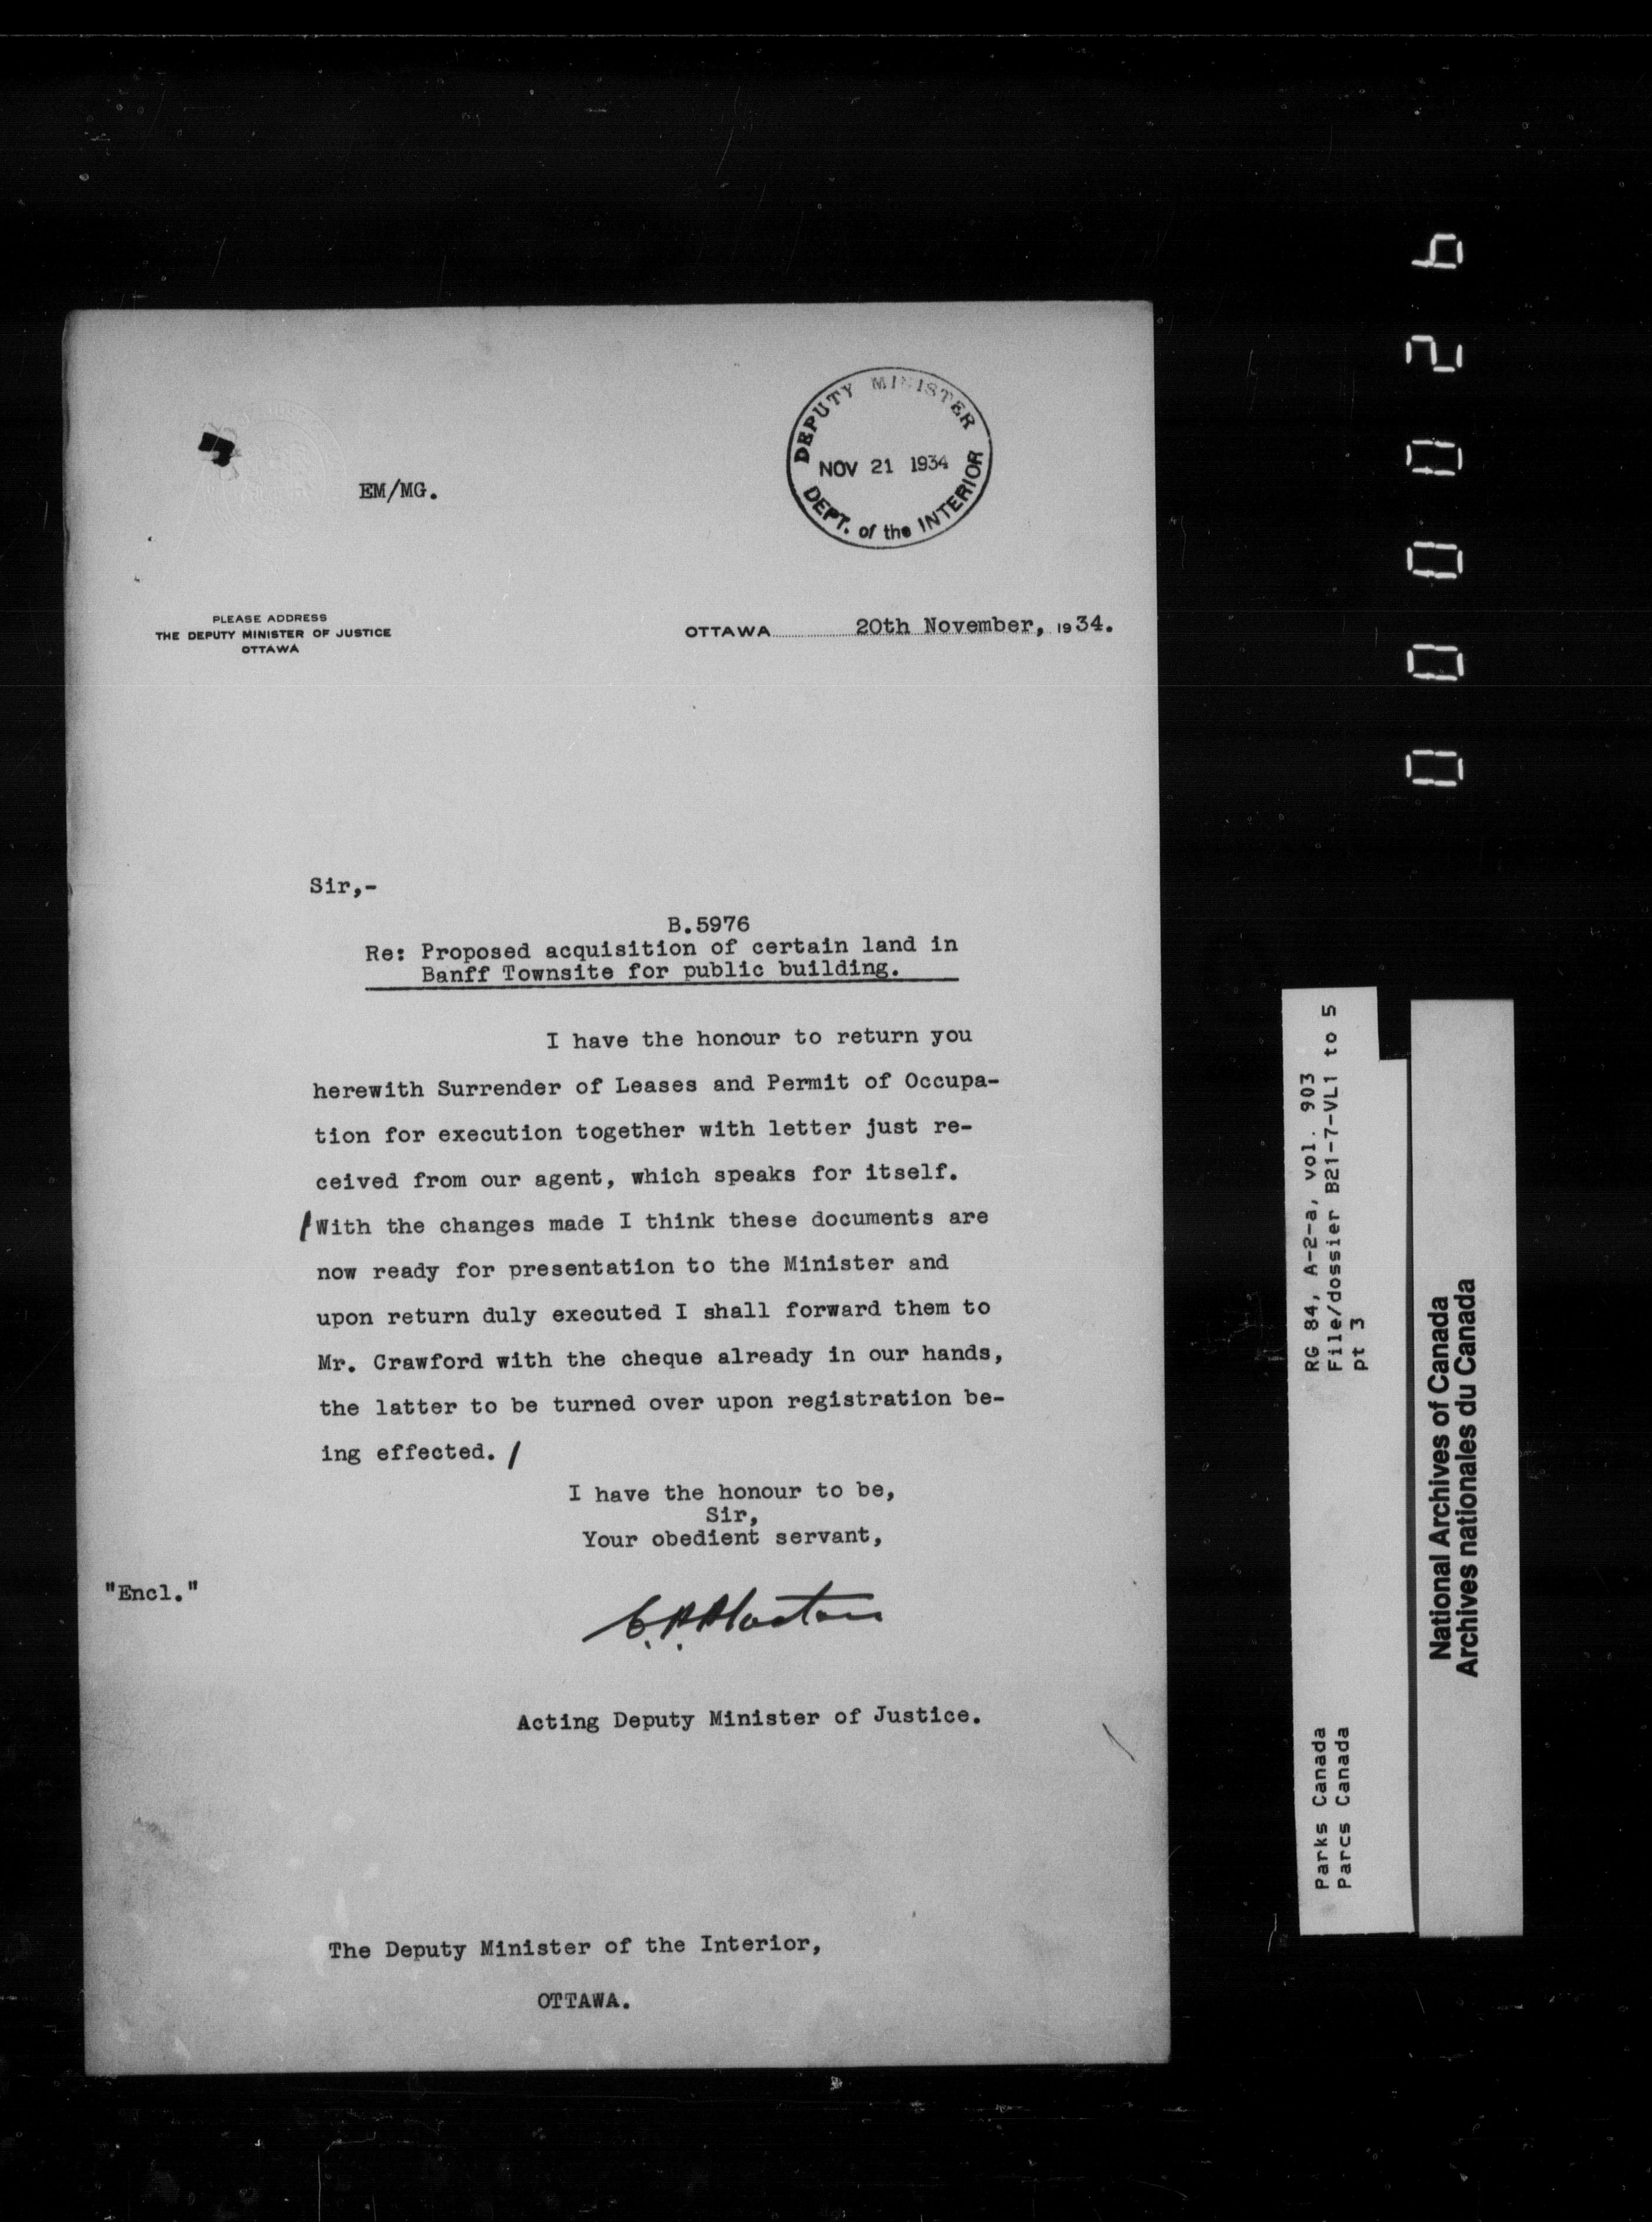 DEPUTY MINISTER
NOV 21 1934
DEPT. of the INTERIOR
EM/MG.
PLEASE ADDRESS
THE DEPUTY MINISTER OF JUSTICE
OTTAWA
OTTAWA 20th November, 1934.
Sir,-
B.5976
Re: Proposed acquisition of certain land in
Banff Townsite for public building.
I have the honour to return you
herewith Surrender of Leases and Permit of Occupa-
tion for execution together with letter just re-
ceived from our agent, which speaks for itself.
/With the changes made I think these documents are
now ready for presentation to the Minister and
upon return duly executed I shall forward them to
Mr. Crawford with the cheque already in our hands,
the latter to be turned over upon registration be-
ing effected. /
I have the honour to be,
Sir,
Your obedient servant,
"Encl."
Acting Deputy Minister of Justice.
The Deputy Minister of the Interior,
OTTAWA.
000026
RG 84, A-2-a, vol. 903
File/dossier B21-7-VL1 to 5
pt 3
Parks Canada
Parcs Canada
National Archives of Canada
Archives nationales du Canada